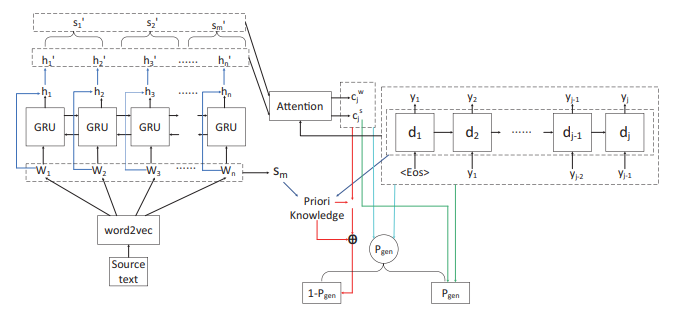 s1' s2' sm'
h1' h2' h3' ...... hn'
h1 h2 h3 ...... hn
GRU GRU GRU GRU
W1 W2 W3 ...... Wn
word2vec
Source
text
Attention
cjw
cjs
sm
Priori
Knowledge
⊕
Pgen
1-Pgen
Pgen
y1 y2 yj-1 yj
d1 d2 ...... dj-1 dj
<Eos> y1 yj-2 yj-1